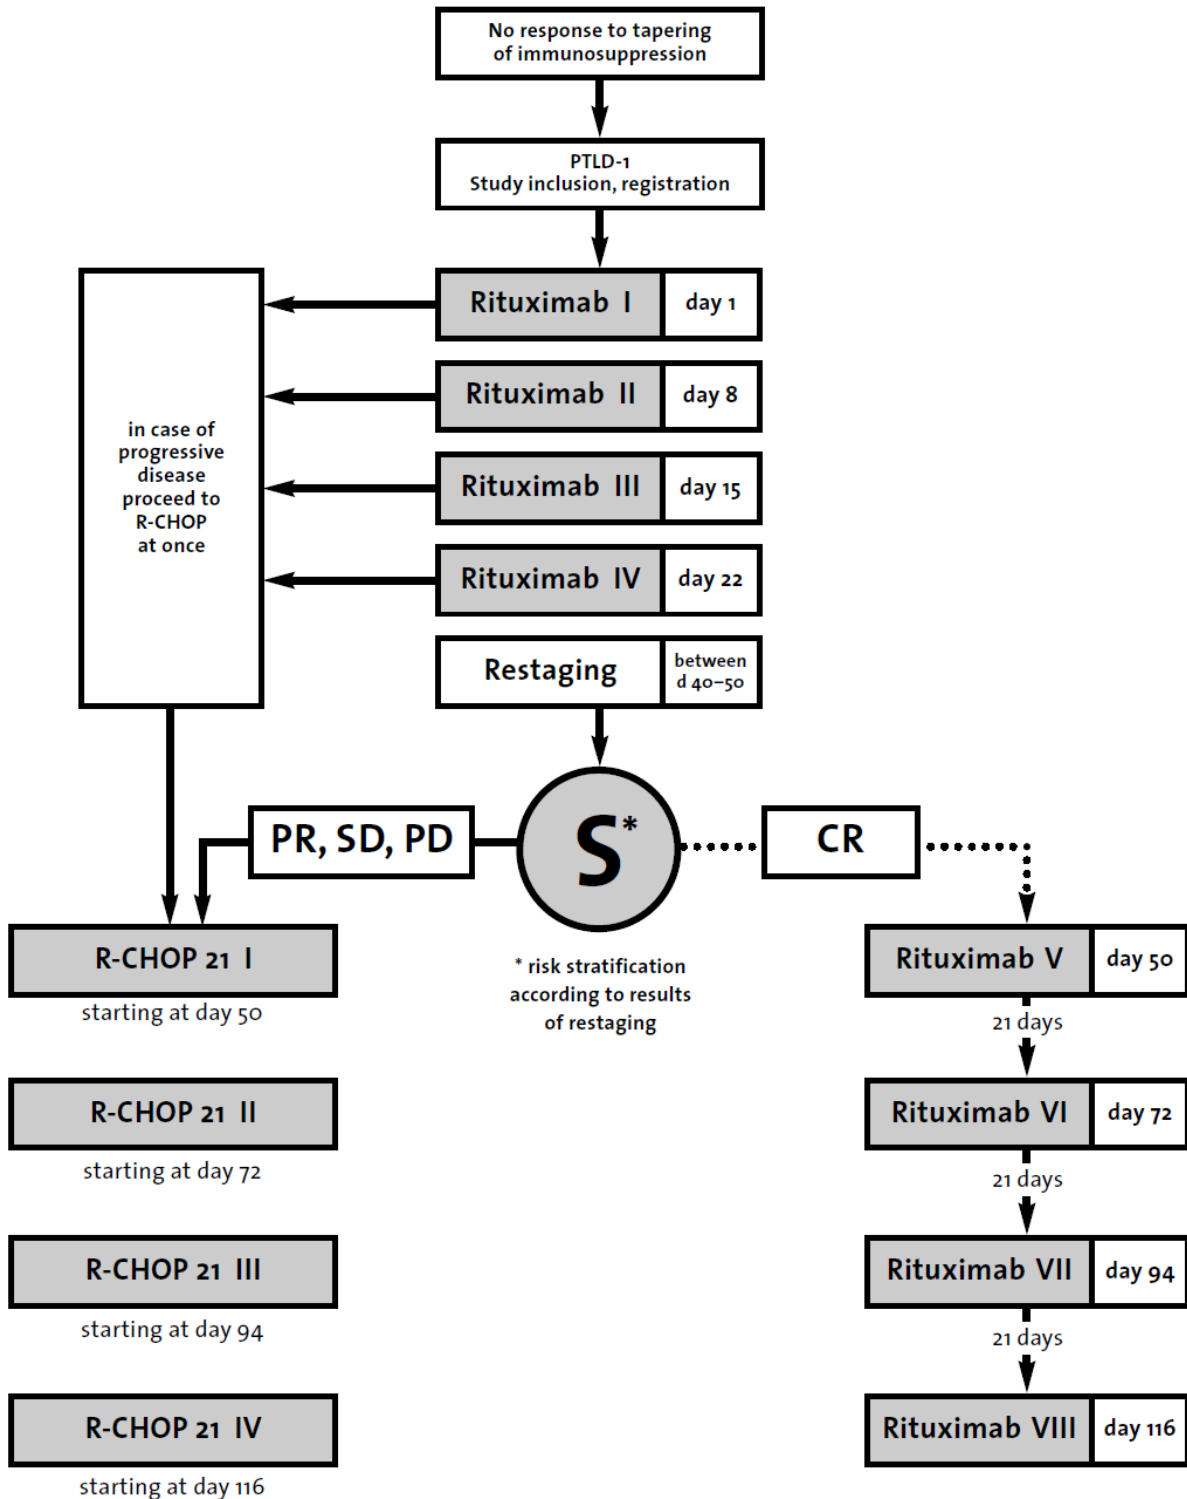 No response to tapering
of immunosuppression
PTLD-1
Study inclusion, registration
Rituximab I
day 1
Rituximab II
day 8
in case of
progressive
disease
proceed to
R-CHOP
at once
Rituximab III
day 15
Rituximab IV
day 22
Restaging
between
d 40–50
PR, SD, PD
S*
CR
R-CHOP 21 I
starting at day 50
* risk stratification
according to results
of restaging
Rituximab V
day 50
21 days
R-CHOP 21 II
starting at day 72
Rituximab VI
day 72
21 days
R-CHOP 21 III
starting at day 94
Rituximab VII
day 94
21 days
R-CHOP 21 IV
starting at day 116
Rituximab VIII
day 116